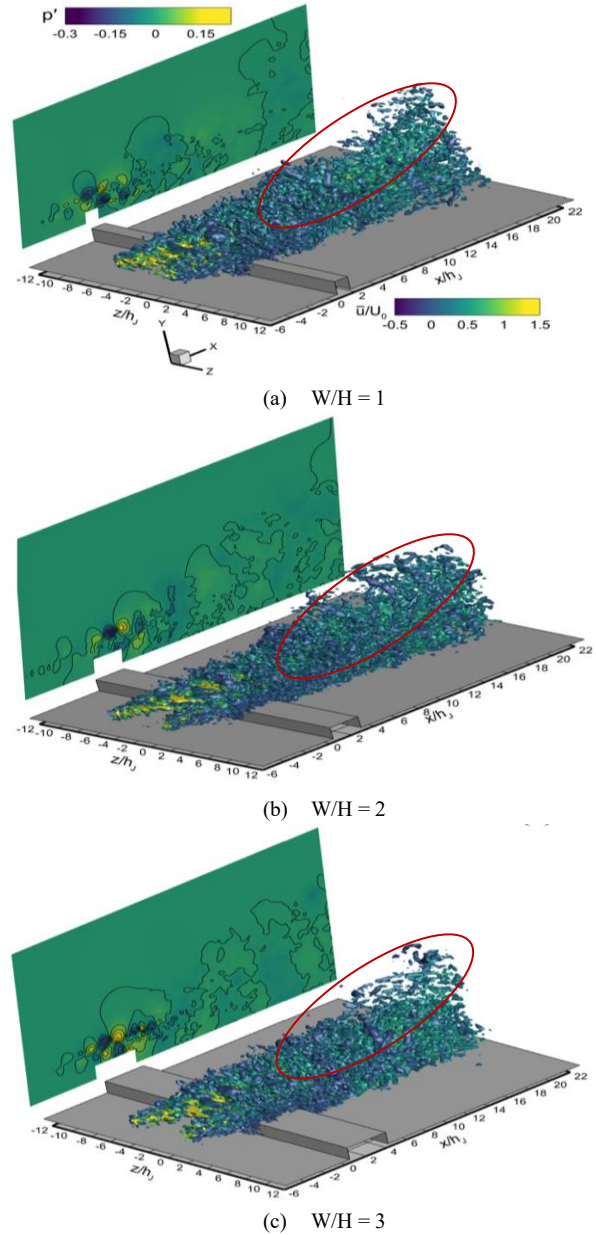 p'
-0.3 -0.15 0 0.15
-12 -10 -8 -6 -4 -2 0 2 4 6 8 10 12
z/hJ
-4 -2 0 2 4 6 8 10 12 14 16 18 20 22
x/hJ
u̅/U0
-0.5 0 0.5 1 1.5
Y
X
Z
(a) W/H = 1
-12 -10 -8 -6 -4 -2 0 2 4 6 8 10 12
z/hJ
-6 -4 -2 0 2 4 6 8 10 12 14 16 18 20 22
x/hJ
(b) W/H = 2
-12 -10 -8 -6 -4 -2 0 2 4 6 8 10 12
z/hJ
-6 -4 -2 0 2 4 6 8 10 12 14 16 18 20 22
x/hJ
(c) W/H = 3